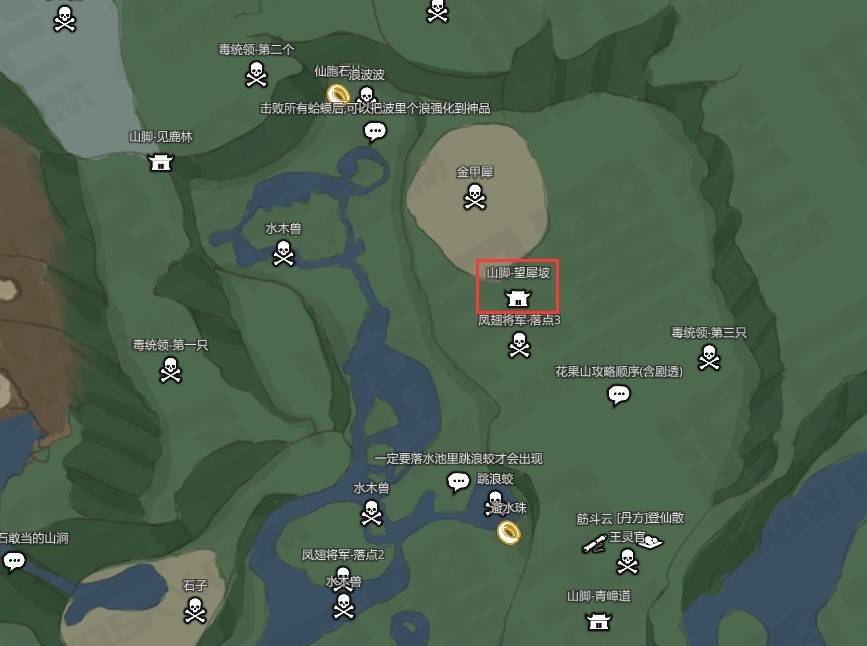 毒统领-第二个
仙胞石片
浪波波
击败所有蛤蟆后,可以把波里个浪强化到神品
山脚-见鹿林
金甲犀
水木兽
山脚-望犀坡
凤翅将军-落点3
毒统领-第三只
毒统领-第一只
花果山攻略顺序(含剧透)
一定要落水池里跳浪蛟才会出现
跳浪蛟
水木兽
避水珠
筋斗云
[丹方]登仙散
石敢当的山洞
王灵官
凤翅将军-落点2
水木兽
石子
山脚-青嶂道